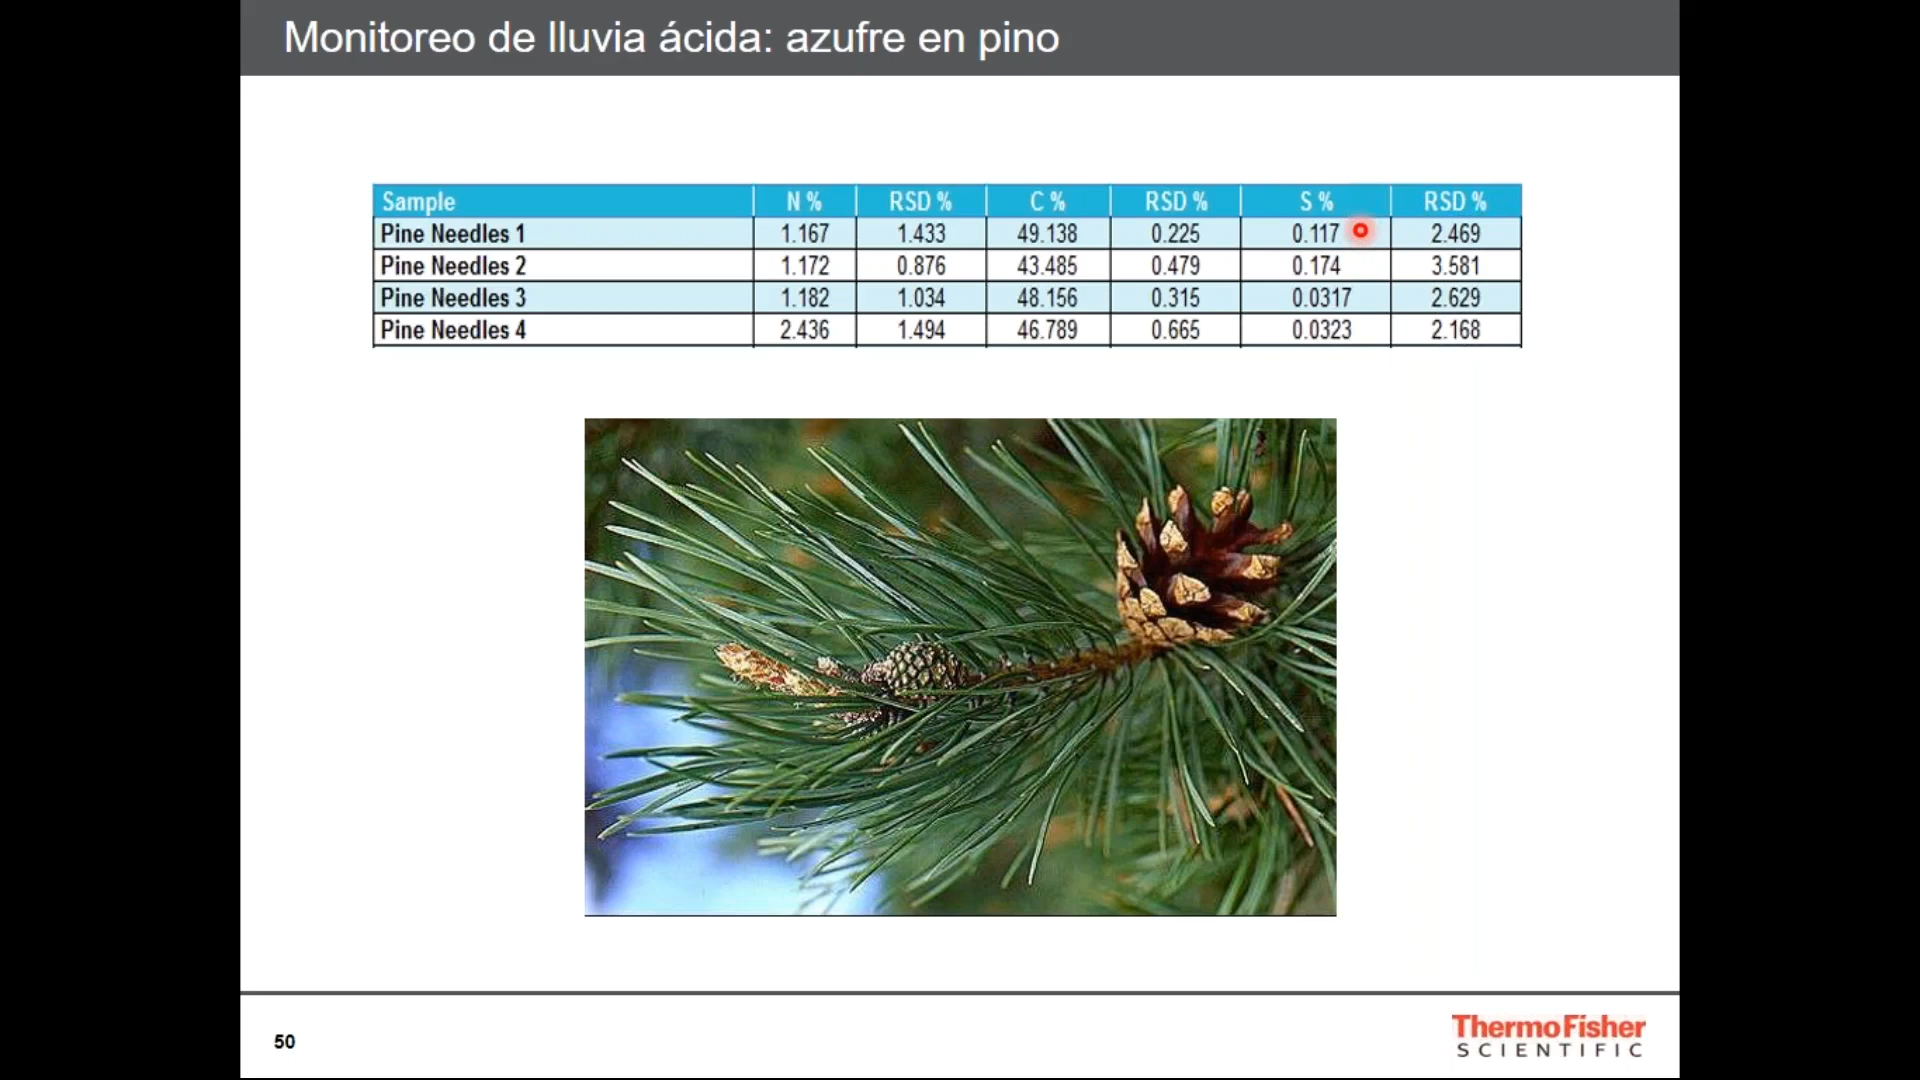 Monitoreo de lluvia ácida: azufre en pino
Sample N % RSD % C % RSD % S % RSD %
Pine Needles 1 1.167 1.433 49.138 0.225 0.117 2.469
Pine Needles 2 1.172 0.876 43.485 0.479 0.174 3.581
Pine Needles 3 1.182 1.034 48.156 0.315 0.0317 2.629
Pine Needles 4 2.436 1.494 46.789 0.665 0.0323 2.168
50
ThermoFisher
SCIENTIFIC